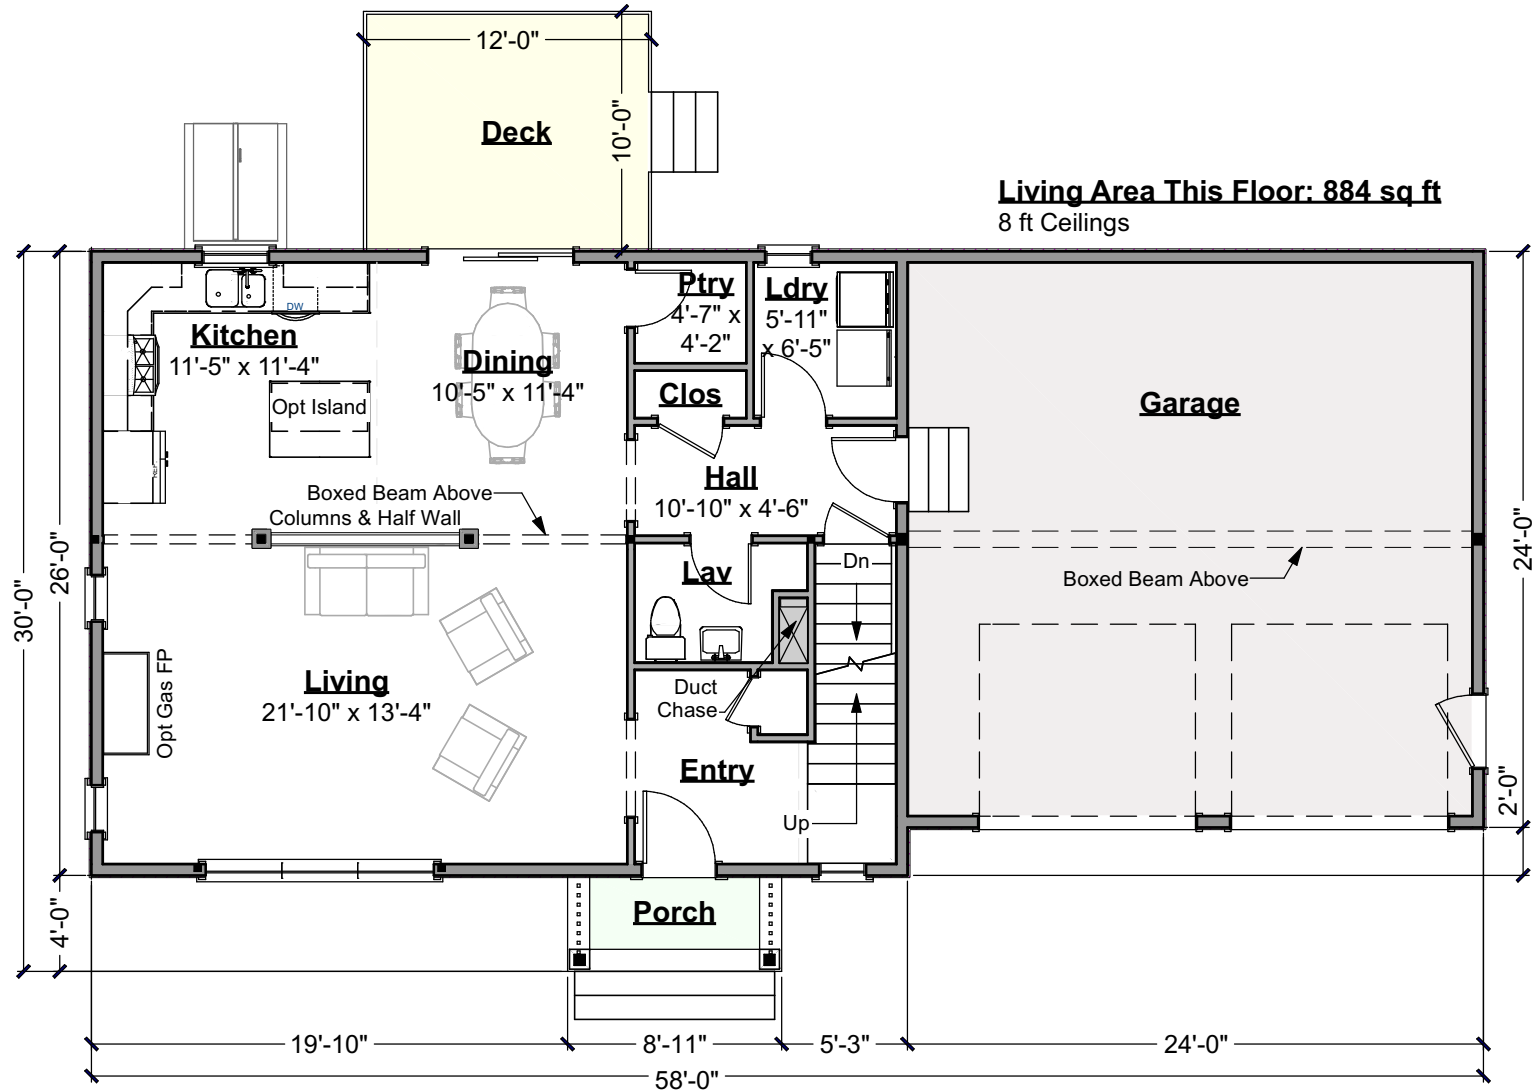 12'-0"
10'-0"
Deck
Living Area This Floor: 884 sq ft
8 ft Ceilings
Ptry
4'-7" x
4'-2"
Ldry
5'-11"
x 6'-5"
DW
Kitchen
11'-5" x 11'-4"
Dining
10'-5" x 11'-4"
Opt Island
Clos
Garage
Hall
10'-10" x 4'-6"
Boxed Beam Above
Columns & Half Wall
Lav
Dn
Boxed Beam Above
26'-0"
30'-0"
24'-0"
Living
21'-10" x 13'-4"
Opt Gas FP
Duct
Chase
Entry
Up
2'-0"
Porch
4'-0"
19'-10"
8'-11"
5'-3"
24'-0"
58'-0"